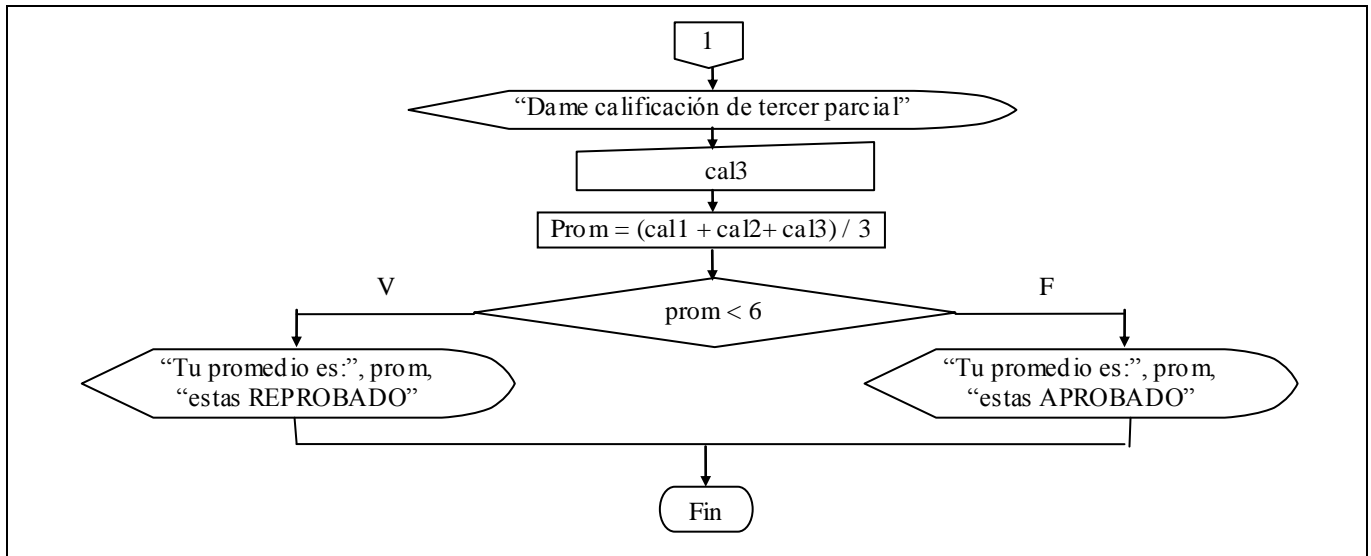 1
“Dame calificación de tercer parcial”
cal3
Prom = (cal1 + cal2+ cal3) / 3
V
F
prom < 6
“Tu promedio es:”, prom,
“estas REPROBADO”
“Tu promedio es:”, prom,
“estas APROBADO”
Fin